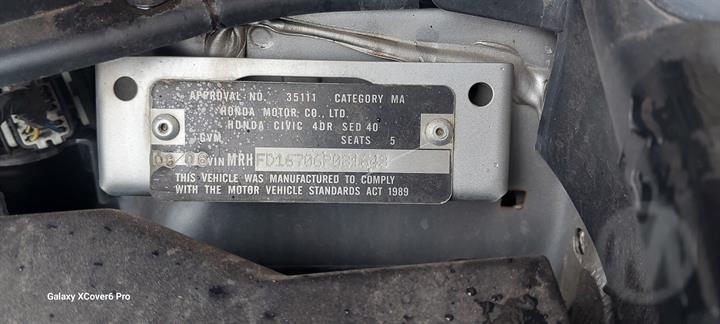 APPROVAL NO. 35111 CATEGORY MA
HONDA MOTOR CO., LTD.
HONDA CIVIC 4DR SED 40
GVM SEATS 5
06 06 VIN MRH
THIS VEHICLE WAS MANUFACTURED TO COMPLY
WITH THE MOTOR VEHICLE STANDARDS ACT 1989
Galaxy XCover6 Pro